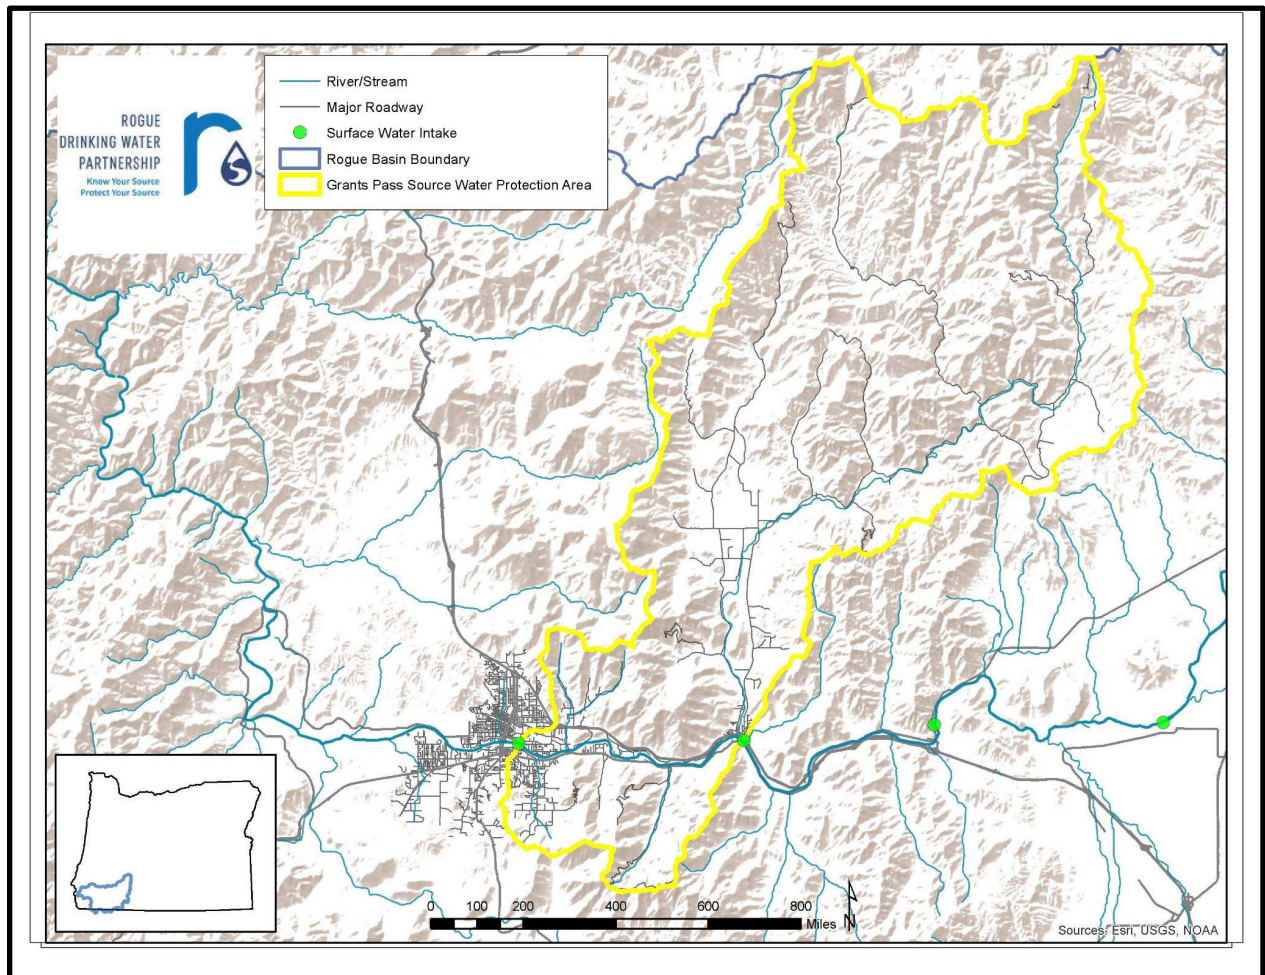 ROGUE
DRINKING WATER
PARTNERSHIP
Know Your Source
Protect Your Source
River/Stream
Major Roadway
Surface Water Intake
Rogue Basin Boundary
Grants Pass Source Water Protection Area
0 100 200 400 600 800
Miles
N
Sources: Esri, USGS, NOAA